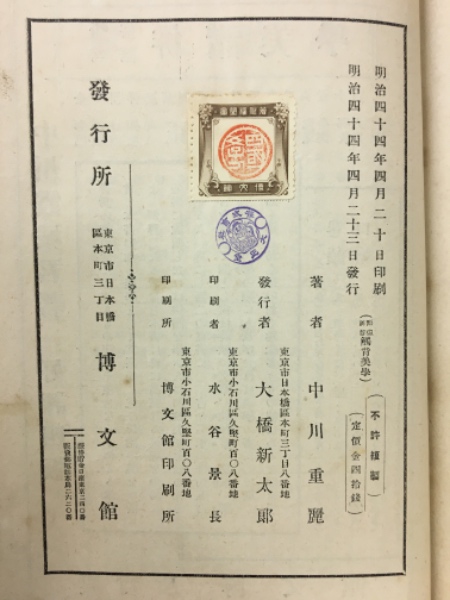 明治四十四年四月二十日印刷
明治四十四年四月二十三日發行
觸背美學
不許複製
定價金四拾錢
著者 中川重麗
東京市日本橋區本町三丁目八番地
發行者 大橋新太郎
東京市小石川區久堅町百〇八番地
印刷者 水谷景長
東京市小石川區久堅町百〇八番地
印刷所 博文館印刷所
發行所
東京市日本橋
區本町三丁目
博文館